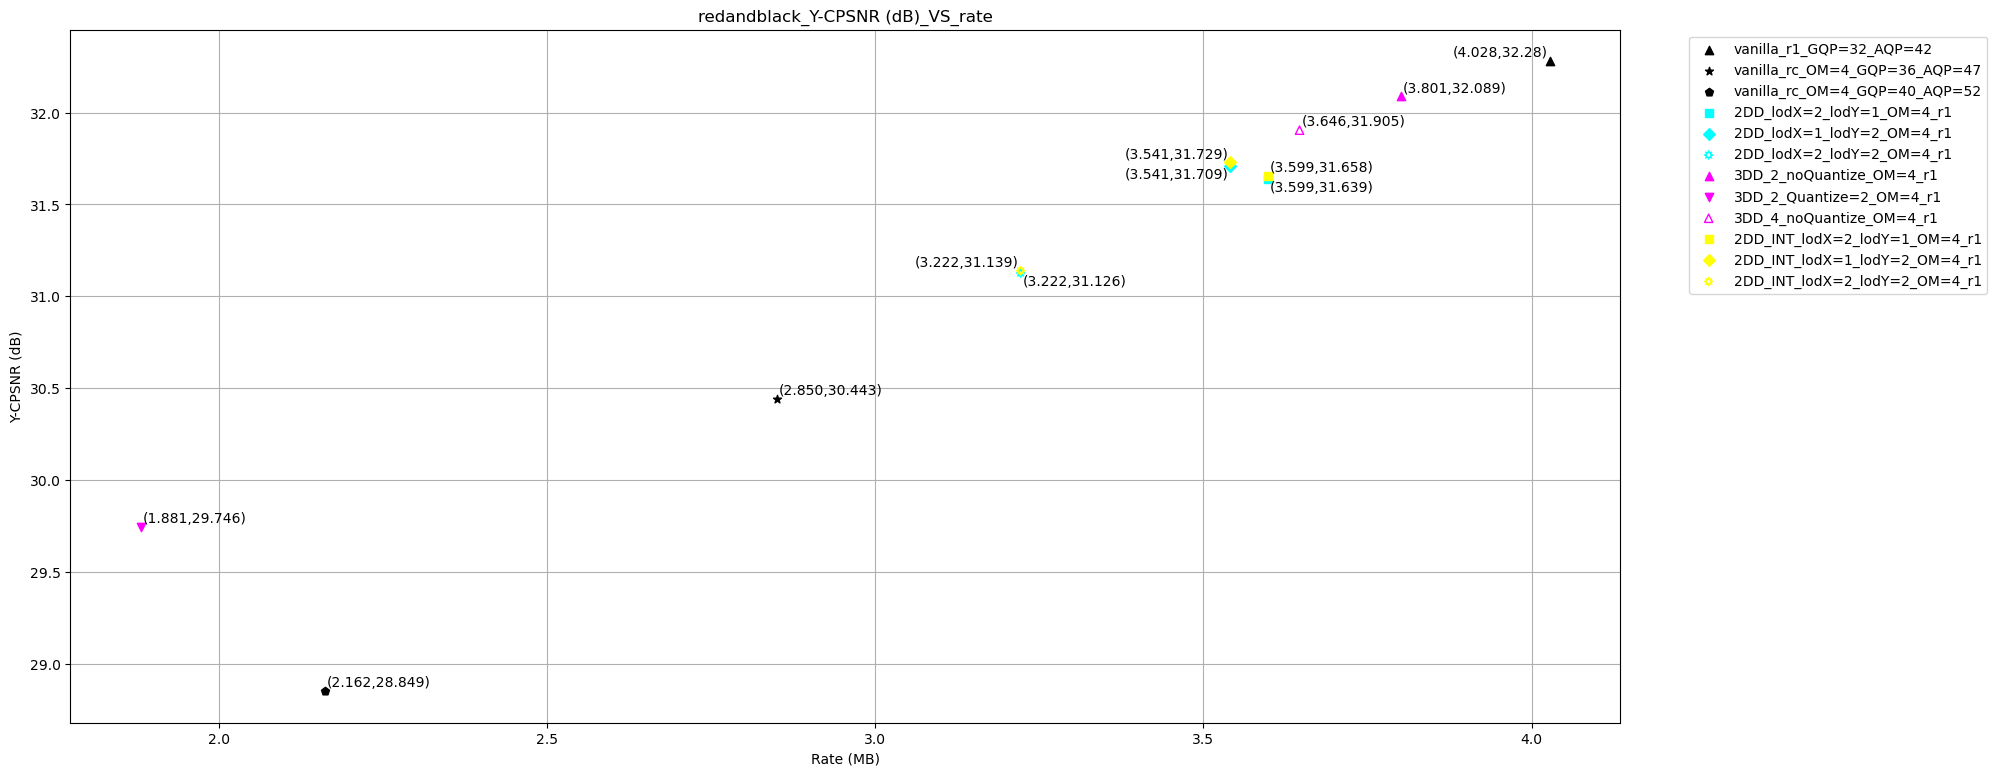 redandblack_Y-CPSNR (dB)_VS_rate
(4.028,32.28)
(3.801,32.089)
(3.646,31.905)
(3.541,31.729)
(3.541,31.709)
(3.599,31.658)
(3.599,31.639)
(3.222,31.139)
(3.222,31.126)
(2.850,30.443)
(1.881,29.746)
(2.162,28.849)
32.0
31.5
31.0
30.5
30.0
29.5
29.0
Y-CPSNR (dB)
2.0
2.5
3.0
3.5
4.0
Rate (MB)
vanilla_r1_GQP=32_AQP=42
vanilla_rc_OM=4_GQP=36_AQP=47
vanilla_rc_OM=4_GQP=40_AQP=52
2DD_lodX=2_lodY=1_OM=4_r1
2DD_lodX=1_lodY=2_OM=4_r1
2DD_lodX=2_lodY=2_OM=4_r1
3DD_2_noQuantize_OM=4_r1
3DD_2_Quantize=2_OM=4_r1
3DD_4_noQuantize_OM=4_r1
2DD_INT_lodX=2_lodY=1_OM=4_r1
2DD_INT_lodX=1_lodY=2_OM=4_r1
2DD_INT_lodX=2_lodY=2_OM=4_r1